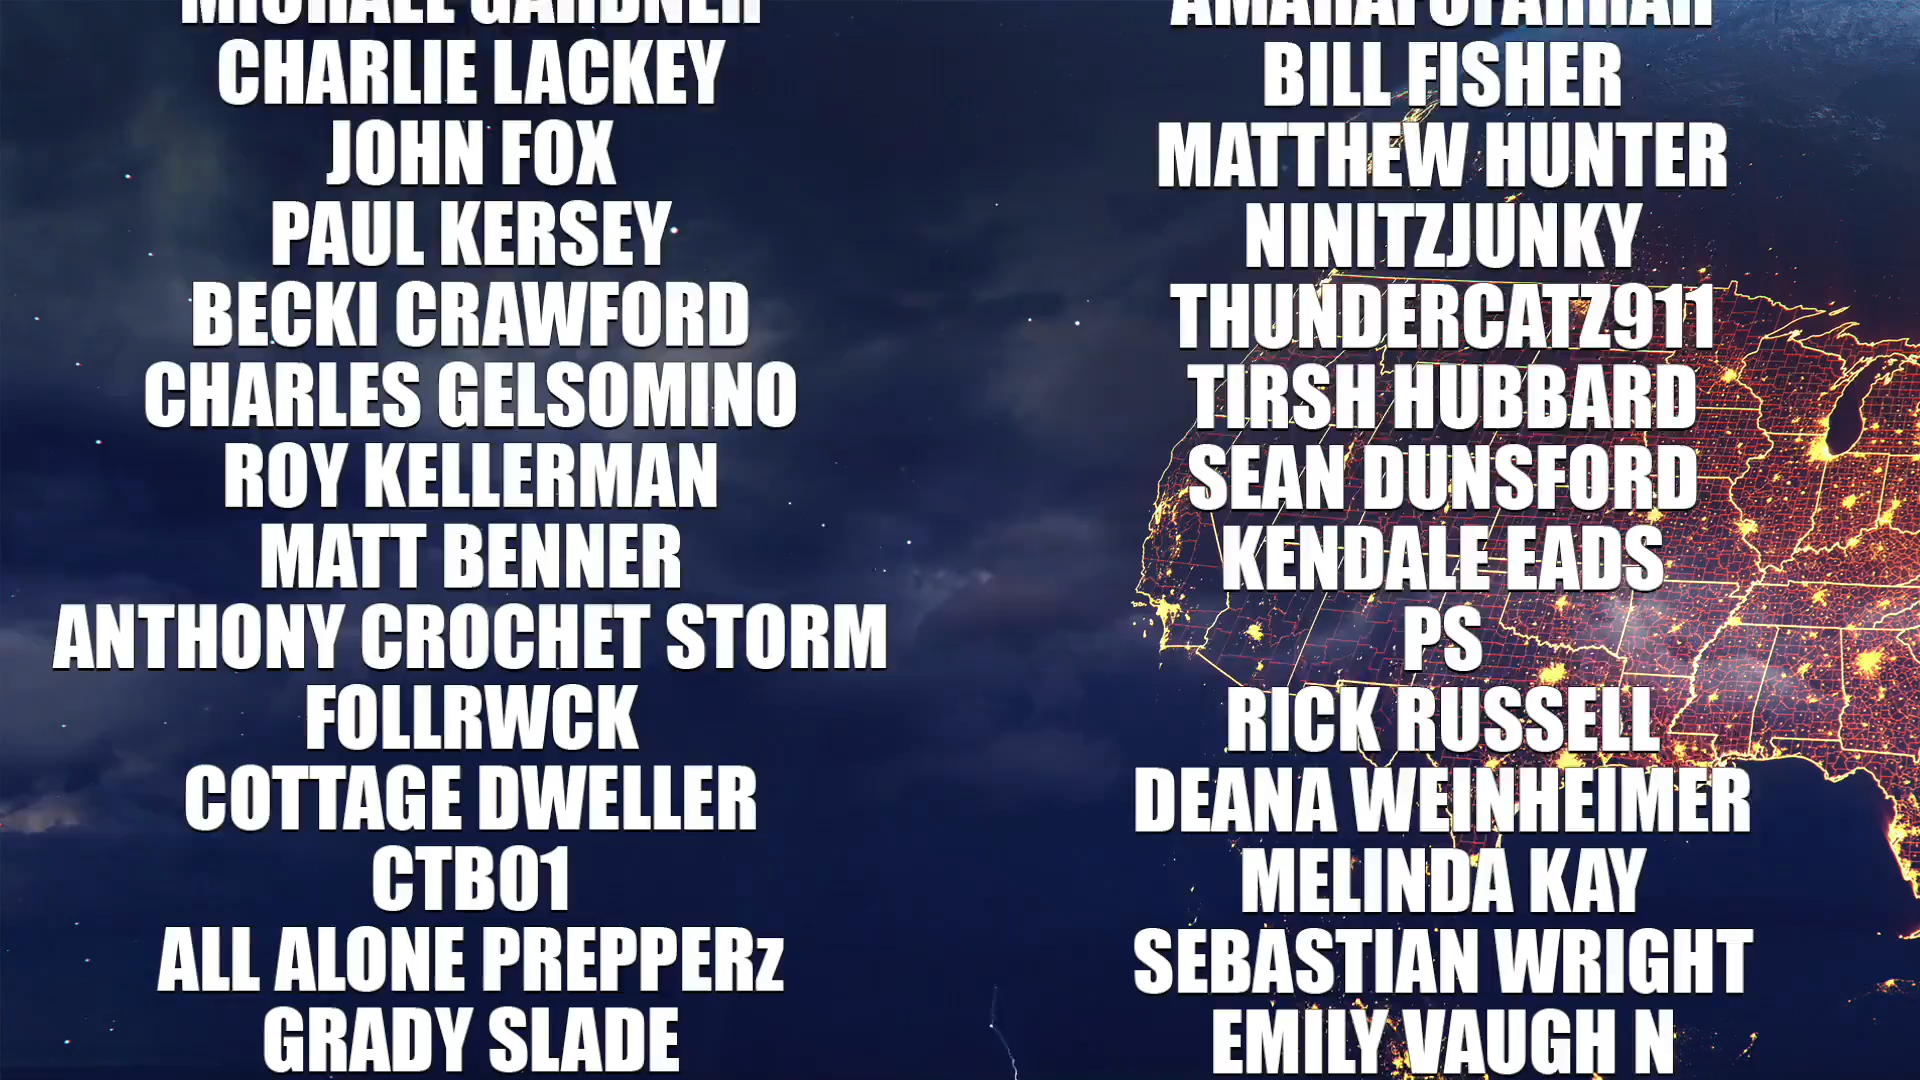 MICHAEL GARDNER
CHARLIE LACKEY
JOHN FOX
PAUL KERSEY
BECKI CRAWFORD
CHARLES GELSOMINO
ROY KELLERMAN
MATT BENNER
ANTHONY CROCHET STORM
FOLLRWCK
COTTAGE DWELLER
CTB01
ALL ALONE PREPPERz
GRADY SLADE
BILL FISHER
MATTHEW HUNTER
NINITZJUNKY
THUNDERCATZ911
TIRSH HUBBARD
SEAN DUNSFORD
KENDALE EADS
PS
RICK RUSSELL
DEANA WEINHEIMER
MELINDA KAY
SEBASTIAN WRIGHT
EMILY VAUGH N